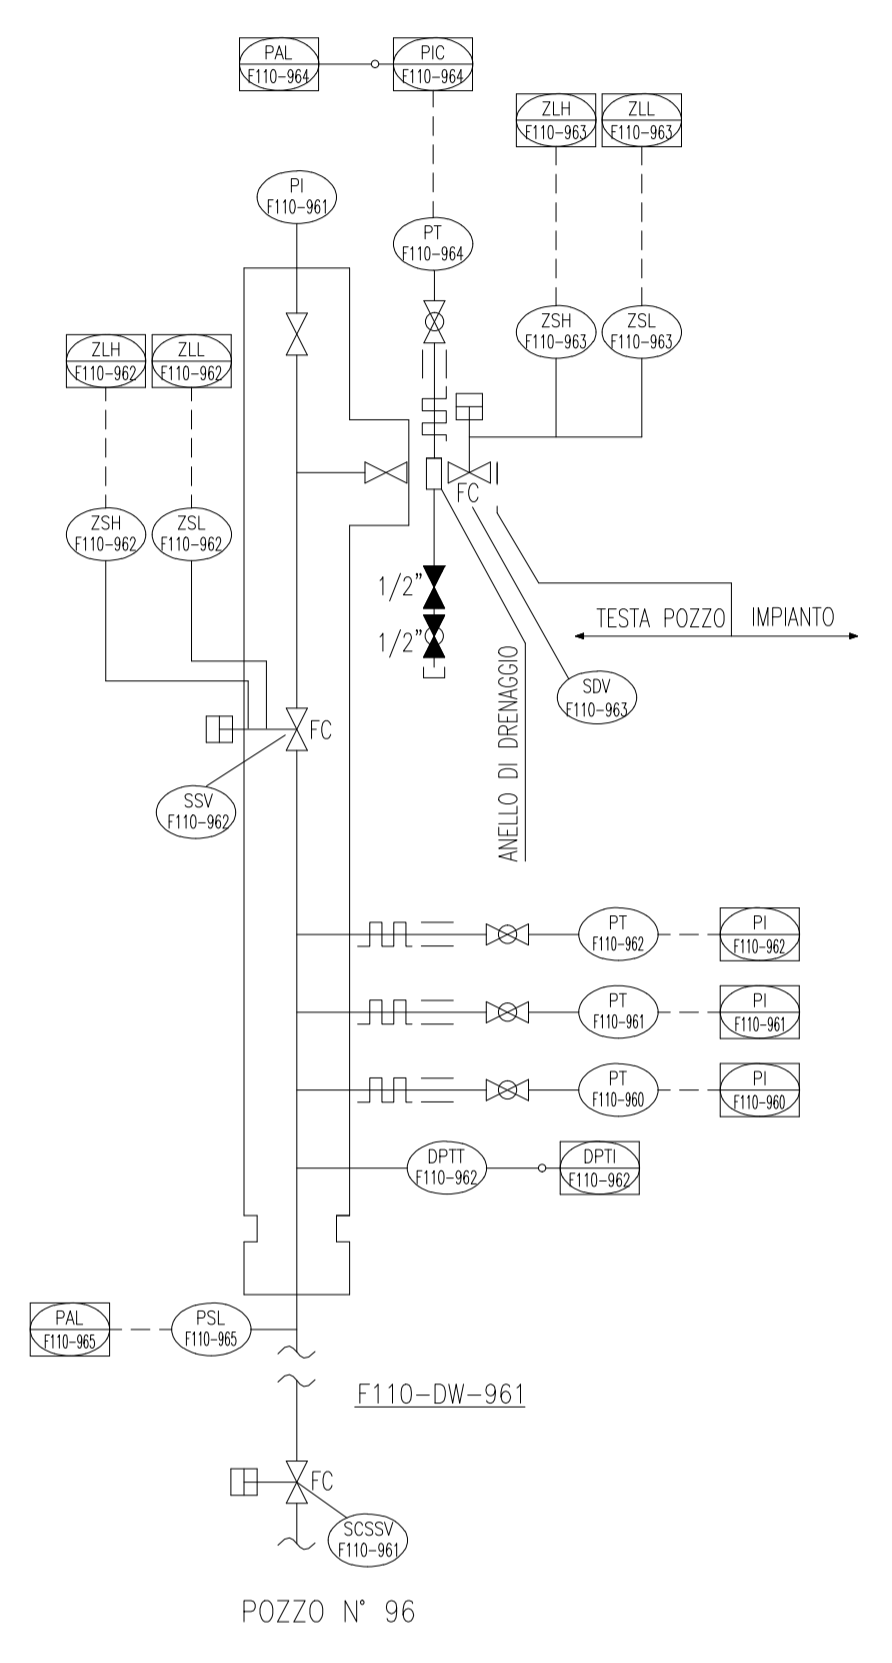 PAL
F110-964
PIC
F110-964
ZLH
F110-963
ZLL
F110-963
PI
F110-961
PT
F110-964
ZSH
F110-963
ZSL
F110-963
ZLH
F110-962
ZLL
F110-962
FC
ZSH
F110-962
ZSL
F110-962
1/2"
1/2"
TESTA POZZO
IMPIANTO
ANELLO DI DRENAGGIO
SDV
F110-963
FC
SSV
F110-962
PT
F110-962
PI
F110-962
PT
F110-961
PI
F110-961
PT
F110-960
PI
F110-960
DPTT
F110-962
DPTI
F110-962
PAL
F110-965
PSL
F110-965
F110-DW-961
FC
SCSSV
F110-961
POZZO N° 96